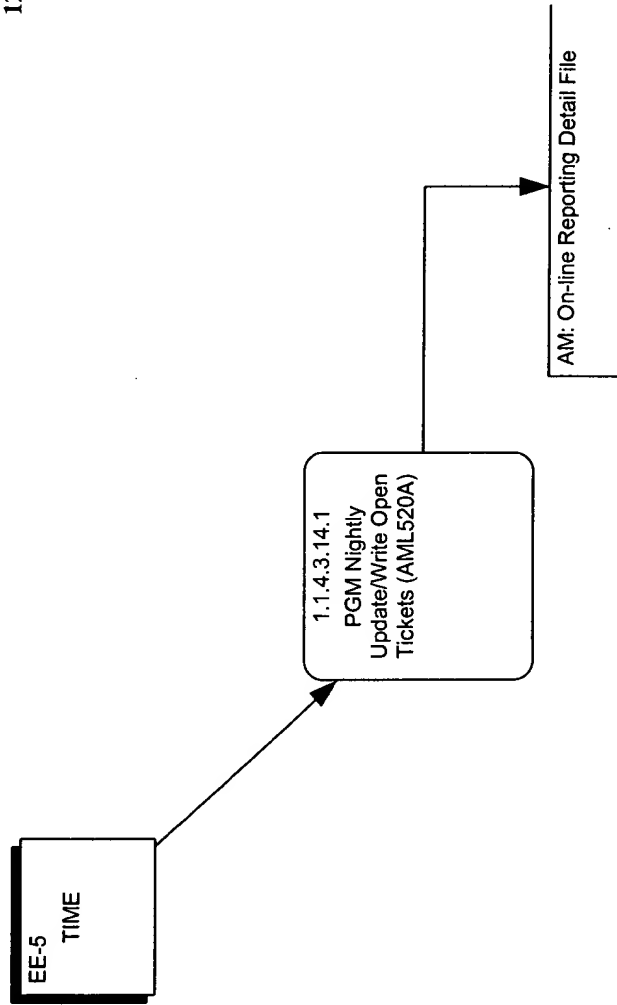 EE-5
TIME
1.1.4.3.14.1
PGM Nightly
Update/Write Open
Tickets (AML520A)
AM: On-line Reporting Detail File